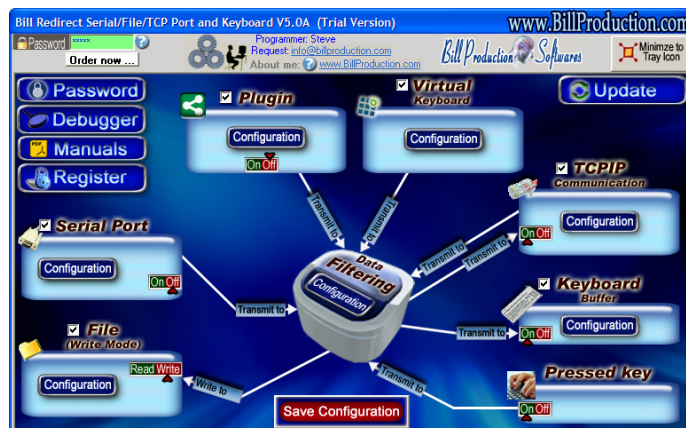 Bill Redirect Serial/File/TCP Port and Keyboard V5.0A (Trial Version)
www.BillProduction.com
Password
xxxxx
?
Order now ...
Programmer: Steve
Request: info@billproduction.com
About me: ? www.BillProduction.com
Bill Production Softwares
Minimze to
Tray Icon
Password
Debugger
PDF
Manuals
Register
Plugin
Configuration
On Off
Virtual
Keyboard
Configuration
Update
TCPIP
Communication
Configuration
On Off
Serial Port
Configuration
On Off
Transmit to
Transmit to
Transmit to
Transmit to
Data
Filtering
Configuration
Transmit to
Keyboard
Buffer
Configuration
On Off
Transmit to
File
(Write Mode)
Read Write
Configuration
Write to
Transmit to
Pressed key
On Off
Save Configuration